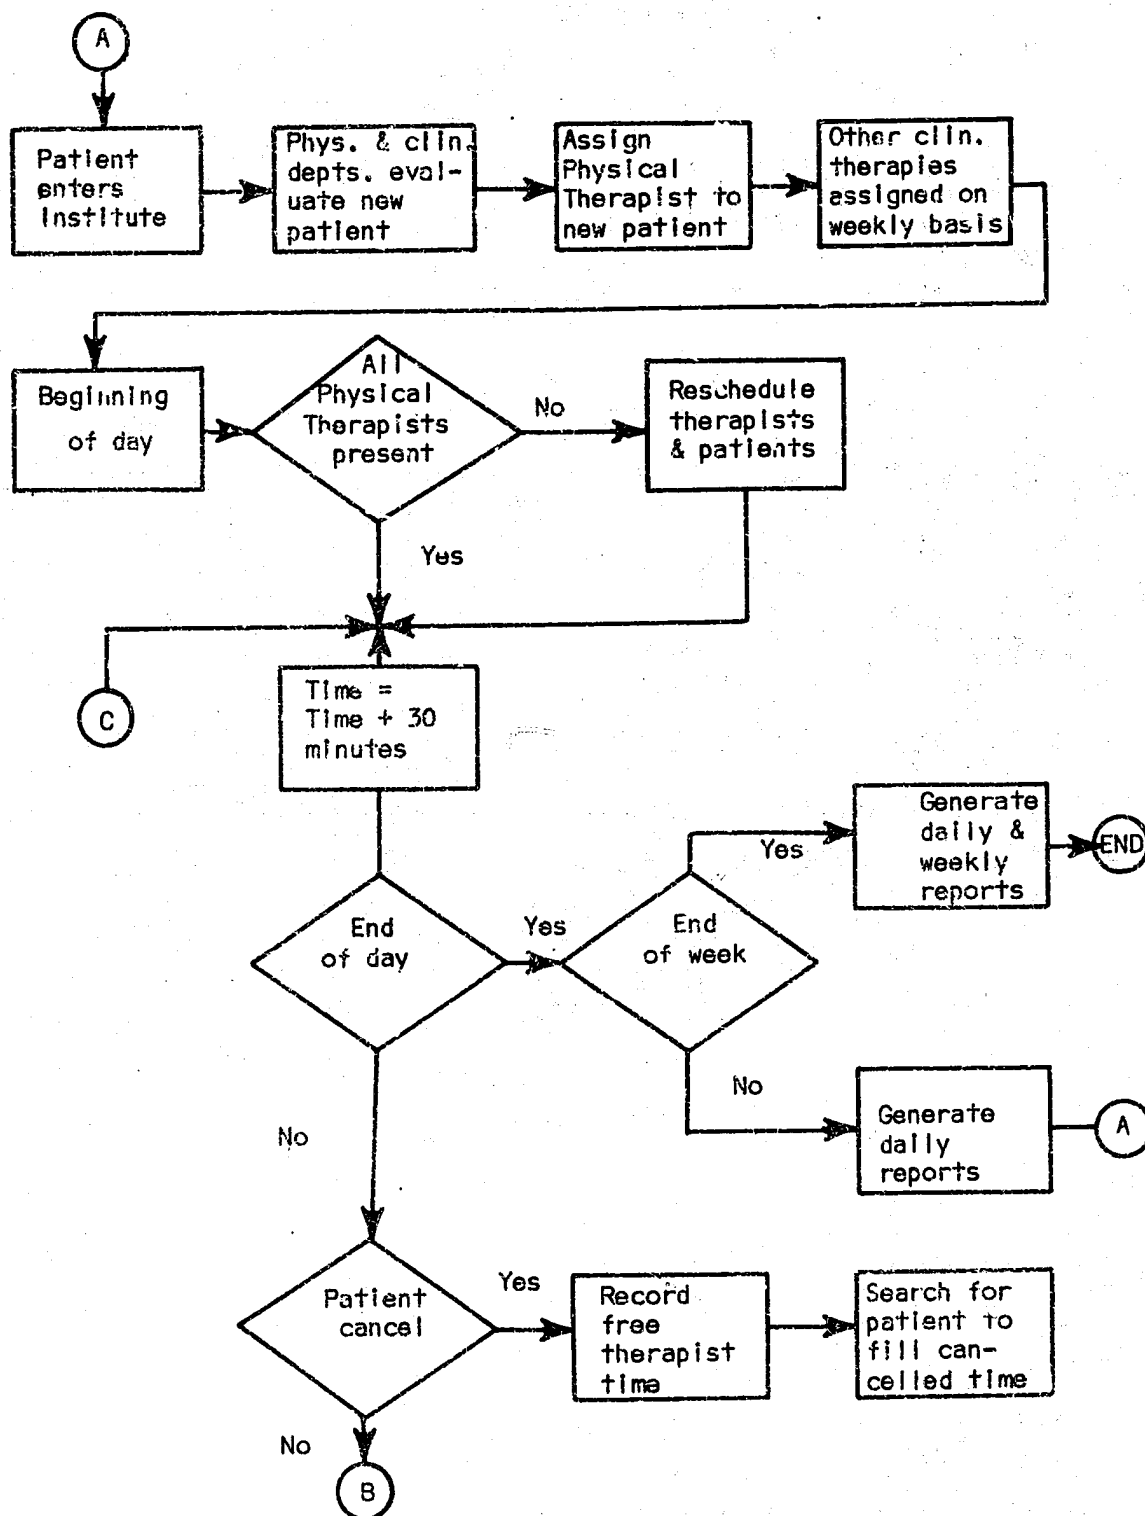 A
Patient
enters
Institute
Phys. & clin.
depts. eval-
uate new
patient
Assign
Physical
Therapist to
new patient
Other clin.
therapies
assigned on
weekly basis
Beginning
of day
All
Physical
Therapists
present
No
Reschedule
therapists
& patients
Yes
C
Time =
Time + 30
minutes
End
of day
Yes
End
of week
Yes
Generate
daily &
weekly
reports
END
No
Generate
daily
reports
A
No
Patient
cancel
Yes
Record
free
therapist
time
Search for
patient to
fill can-
celled time
No
B